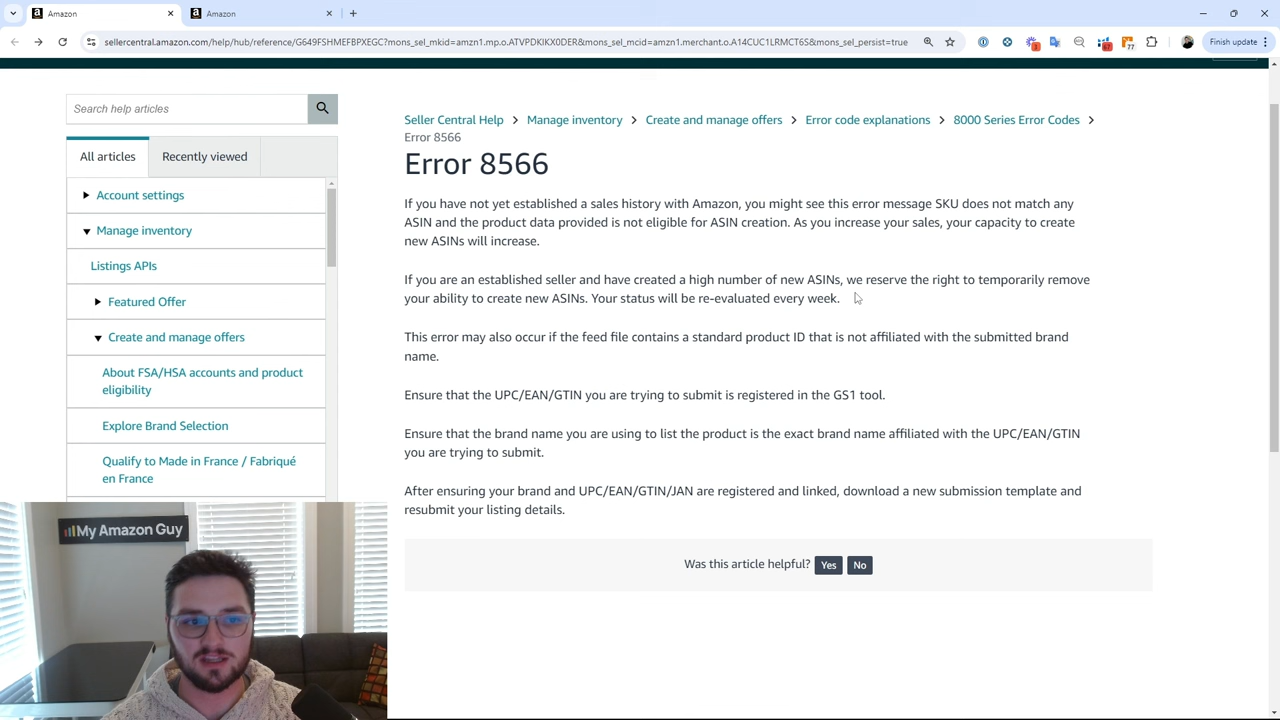 Amazon
Amazon
sellercentral.amazon.com/help/hub/reference/G649FSHMEFBPXEGC?mons_sel_mkid=amzn1.mp.o.ATVPDKIKX0DER&mons_sel_mcid=amzn1.merchant.o.A14CUC1LRMCT6S&mons_sel_persist=true
Finish update
Search help articles
All articles
Recently viewed
Account settings
Manage inventory
Listings APIs
Featured Offer
Create and manage offers
About FSA/HSA accounts and product
eligibility
Explore Brand Selection
Qualify to Made in France / Fabriqué
en France
Seller Central Help > Manage inventory > Create and manage offers > Error code explanations > 8000 Series Error Codes >
Error 8566
Error 8566
If you have not yet established a sales history with Amazon, you might see this error message SKU does not match any
ASIN and the product data provided is not eligible for ASIN creation. As you increase your sales, your capacity to create
new ASINs will increase.
If you are an established seller and have created a high number of new ASINs, we reserve the right to temporarily remove
your ability to create new ASINs. Your status will be re-evaluated every week.
This error may also occur if the feed file contains a standard product ID that is not affiliated with the submitted brand
name.
Ensure that the UPC/EAN/GTIN you are trying to submit is registered in the GS1 tool.
Ensure that the brand name you are using to list the product is the exact brand name affiliated with the UPC/EAN/GTIN
you are trying to submit.
After ensuring your brand and UPC/EAN/GTIN/JAN are registered and linked, download a new submission template and
resubmit your listing details.
Was this article helpful? Yes No
My Amazon Guy